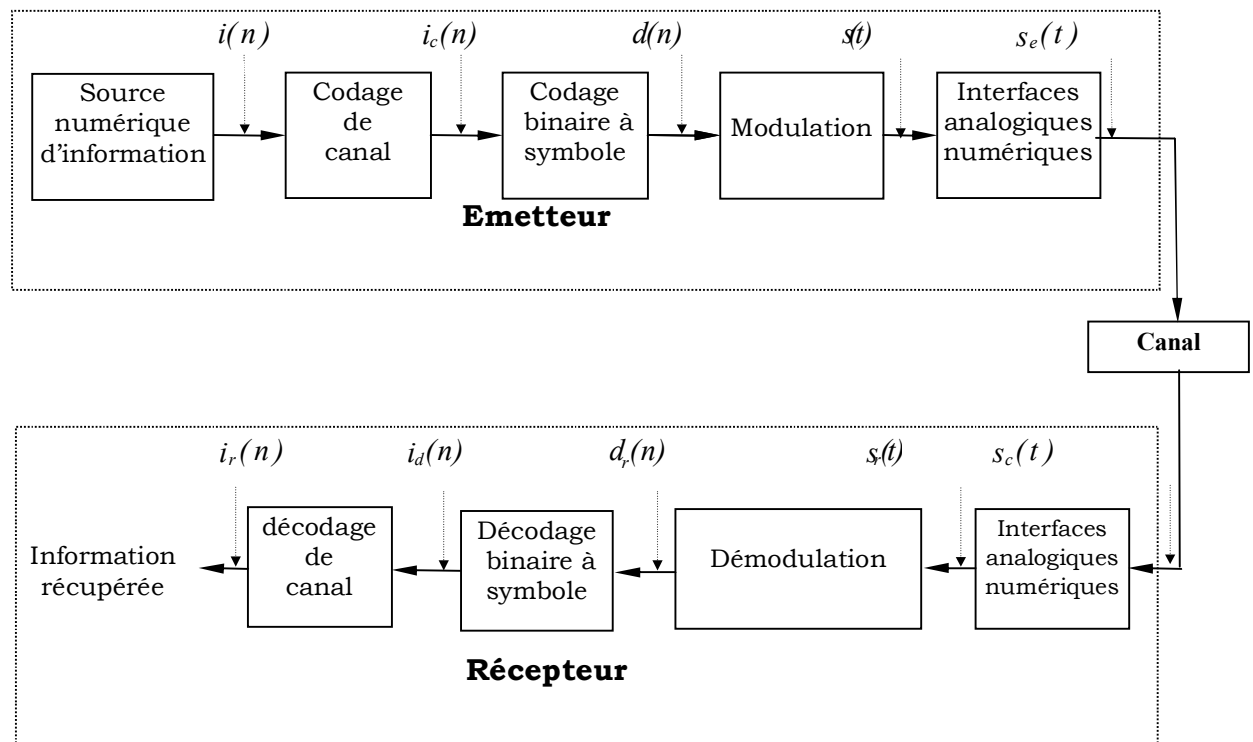 i(n)
i_c(n)
d(n)
s(t)
s_e(t)
Source
numérique
d'information
Codage
de
canal
Codage
binaire à
symbole
Modulation
Interfaces
analogiques
numériques
Emetteur
Canal
i_r(n)
i_d(n)
d_r(n)
s_r(t)
s_c(t)
Information
récupérée
décodage
de
canal
Décodage
binaire à
symbole
Démodulation
Interfaces
analogiques
numériques
Récepteur